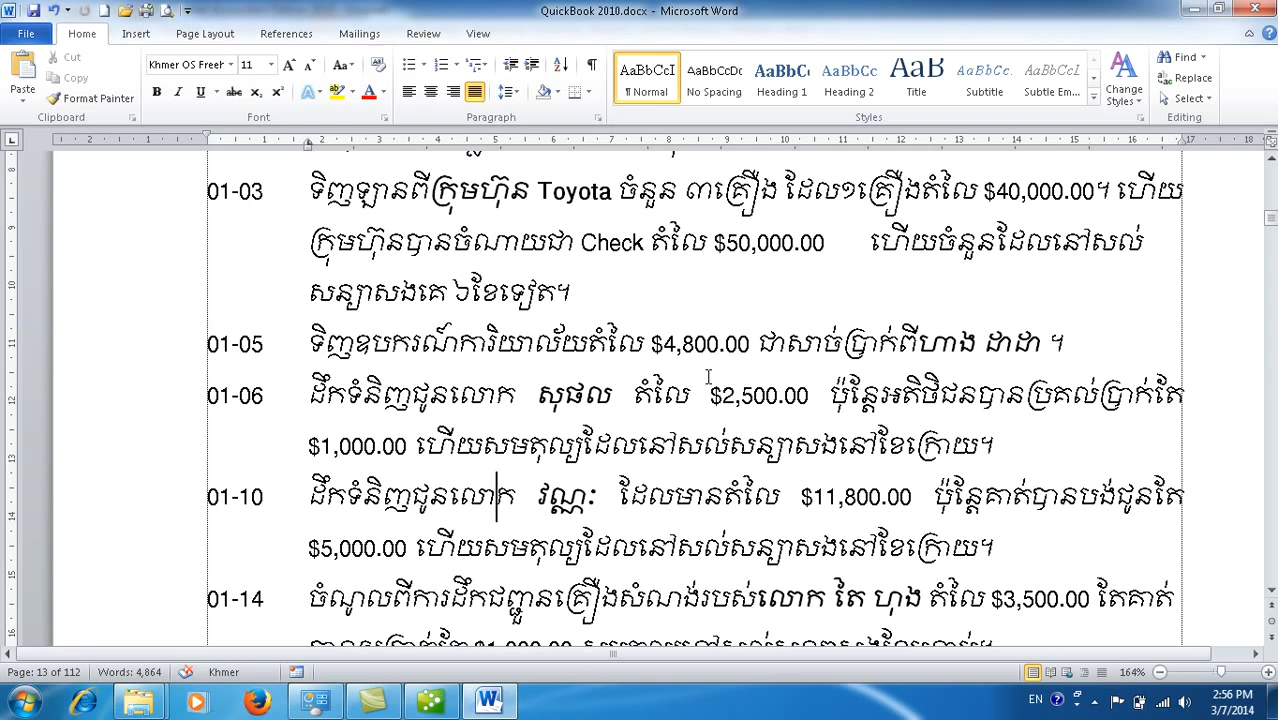 QuickBook 2010.docx - Microsoft Word
File Home Insert Page Layout References Mailings Review View
Paste Cut Copy Format Painter
Khmer OS Freeh 11
AaBbCcI AaBbCcDc AaBbC AaBbCc AaB AaBbCcI AaBbCcI
¶ Normal No Spacing Heading 1 Heading 2 Title Subtitle Subtle Em...
Change Styles
Find Replace Select
Clipboard Font Paragraph Styles Editing
01-03 ទិញឡានពីក្រុមហ៊ុន Toyota ចំនួន ៣គ្រឿង ដែល១គ្រឿងតំលៃ $40,000.00។ ហើយ
ក្រុមហ៊ុនបានចំណាយជា Check តំលៃ $50,000.00 ហើយចំនួនដែលនៅសល់
សន្យាសងគេ ៦ខែទៀត។
01-05 ទិញឧបករណ៍ការិយាល័យតំលៃ $4,800.00 ជាសាច់ប្រាក់ពីហាង ដាដា ។
01-06 ដឹកទំនិញជូនលោក សុផល តំលៃ $2,500.00 ប៉ុន្តែអតិថិជនបានប្រគល់ប្រាក់តែ
$1,000.00 ហើយសមតុល្យដែលនៅសល់សន្យាសងនៅខែក្រោយ។
01-10 ដឹកទំនិញជូនលោក វណ្ណៈ ដែលមានតំលៃ $11,800.00 ប៉ុន្តែគាត់បានបង់ជូនតែ
$5,000.00 ហើយសមតុល្យដែលនៅសល់សន្យាសងនៅខែក្រោយ។
01-14 ចំណូលពីការដឹកជញ្ជូនគ្រឿងសំណង់របស់លោក តៃ ហុង តំលៃ $3,500.00 តែគាត់
Page: 13 of 112 Words: 4,864 Khmer 164%
EN 2:56 PM
3/7/2014